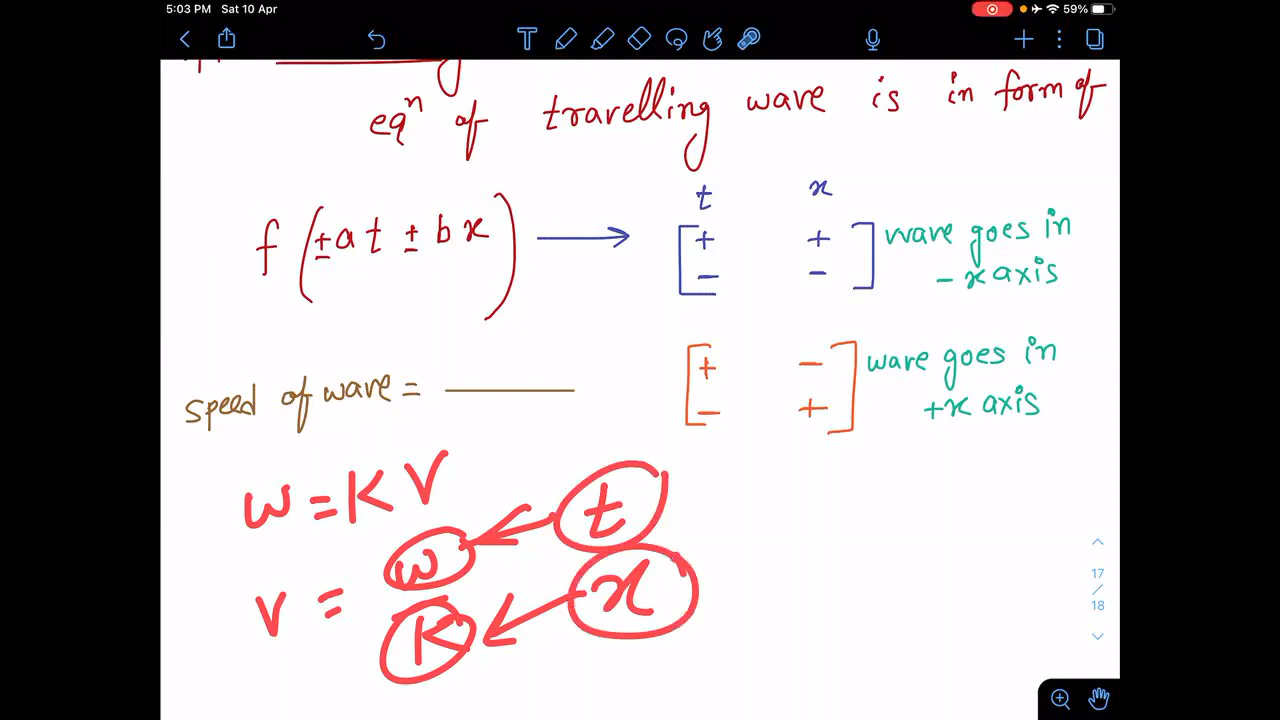 5:03 PM Sat 10 Apr 59%
eqⁿ of travelling wave is in form of
t x
f (±at ±bx) → [+ +] wave goes in
[− −] −x axis
[+ −] wave goes in
speed of wave = ———
[− +] +x axis
w = K V
w ← t
v = —
K ← x
17
/
18